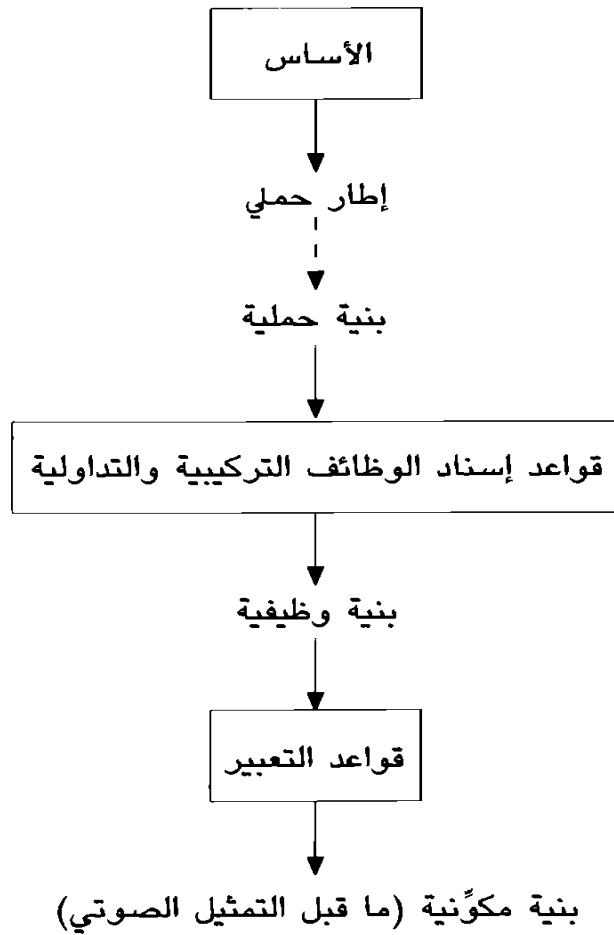 الأساس
إطار حملي
بنية حملية
قواعد إسناد الوظائف التركيبية والتداولية
بنية وظيفية
قواعد التعبير
بنية مكوِّنية (ما قبل التمثيل الصوتي)